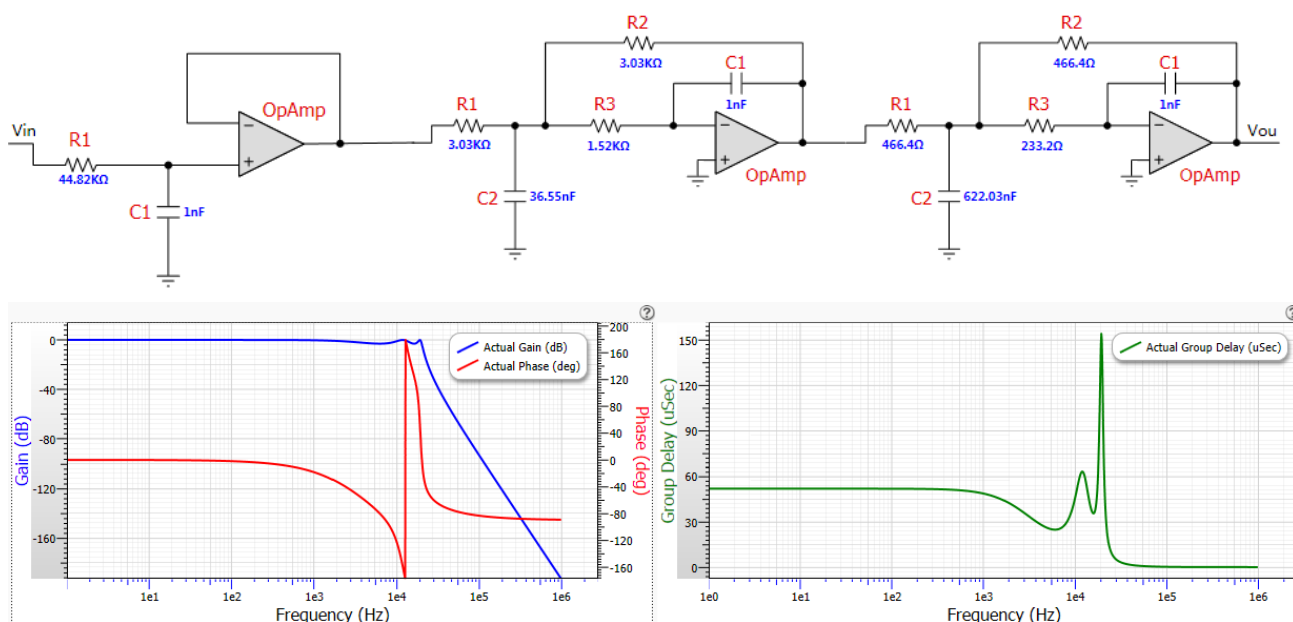 R2
R2
3.03KΩ
466.4Ω
C1
C1
OpAmp
R1
R3
1nF
R1
R3
1nF
Vin
R1
3.03KΩ
1.52KΩ
466.4Ω
233.2Ω
Vou
44.82KΩ
OpAmp
OpAmp
C1
1nF
C2
36.55nF
C2
622.03nF
Actual Gain (dB)
Actual Phase (deg)
Gain (dB)
0
-40
-80
-120
-160
200
160
120
80
40
0
-40
-80
-120
-160
Phase (deg)
1e1
1e2
1e3
1e4
1e5
1e6
Frequency (Hz)
?
Actual Group Delay (uSec)
Group Delay (uSec)
150
120
90
60
30
0
1e0
1e1
1e2
1e3
1e4
1e5
1e6
Frequency (Hz)
?